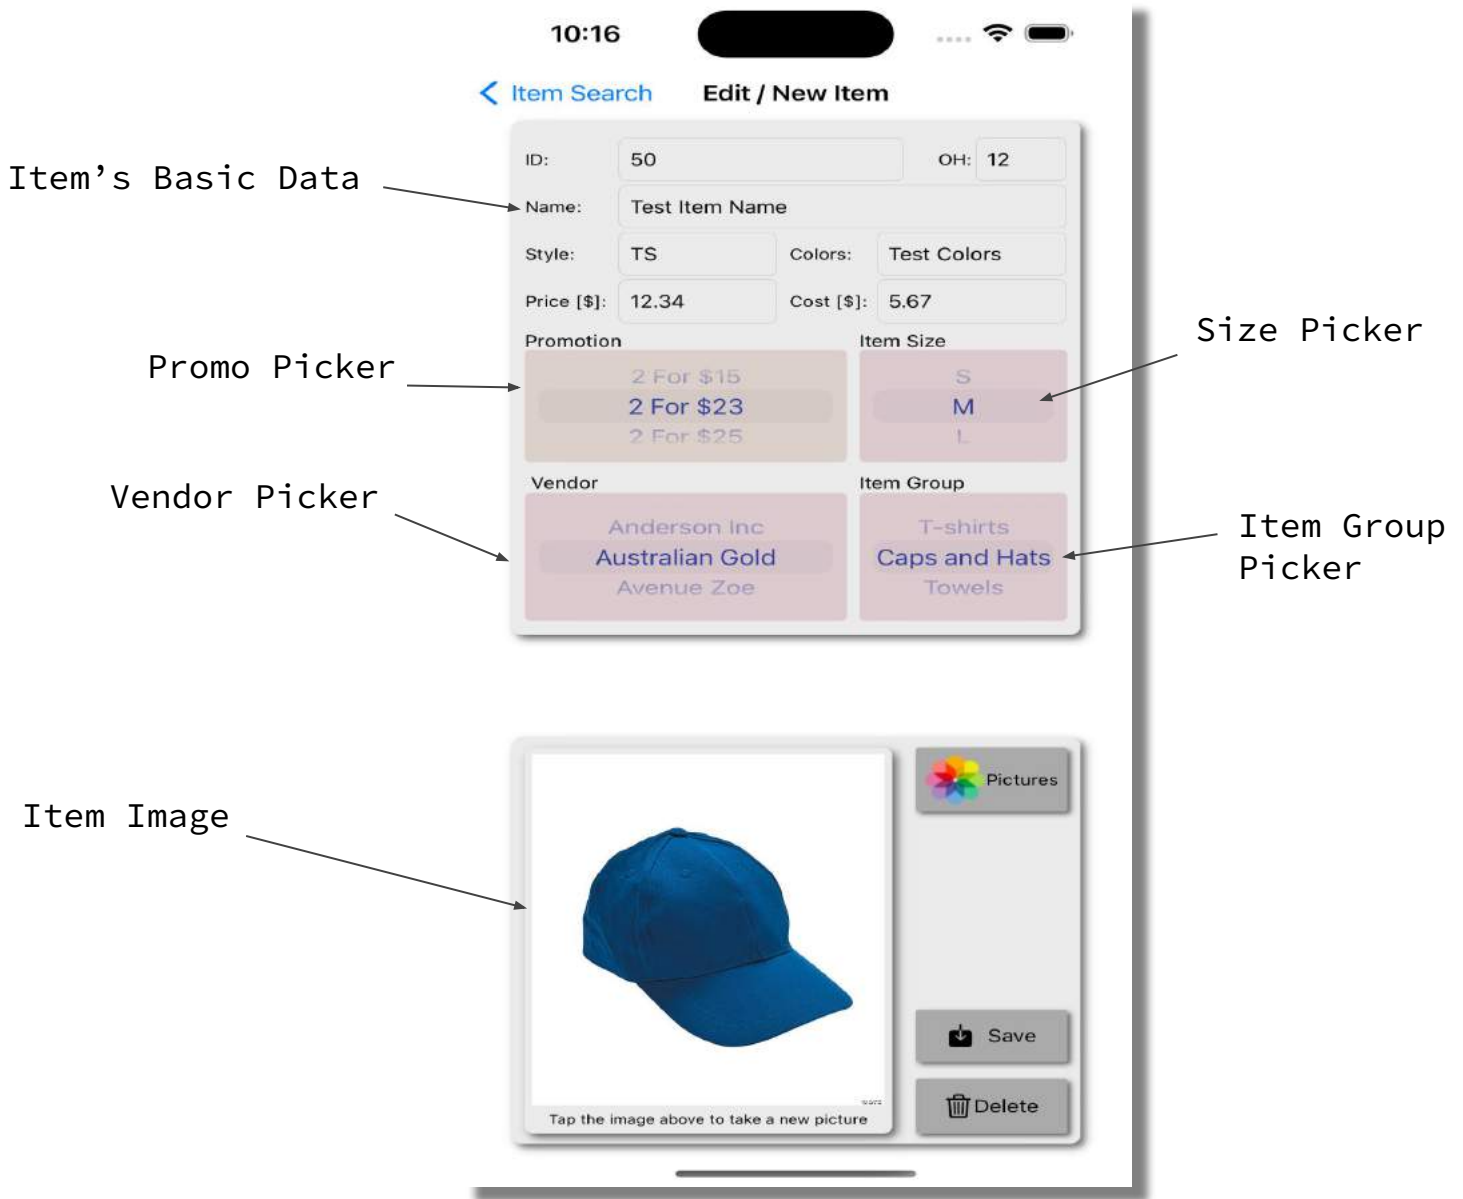 10:16
Item Search
Edit / New Item
Item’s Basic Data
ID:
50
OH:
12
Name:
Test Item Name
Style:
TS
Colors:
Test Colors
Price [$]:
12.34
Cost [$]:
5.67
Promo Picker
Promotion
2 For $15
2 For $23
2 For $25
Item Size
S
M
L
Size Picker
Vendor Picker
Vendor
Anderson Inc
Australian Gold
Avenue Zoe
Item Group
T-shirts
Caps and Hats
Towels
Item Group
Picker
Item Image
Pictures
Save
Delete
Tap the image above to take a new picture